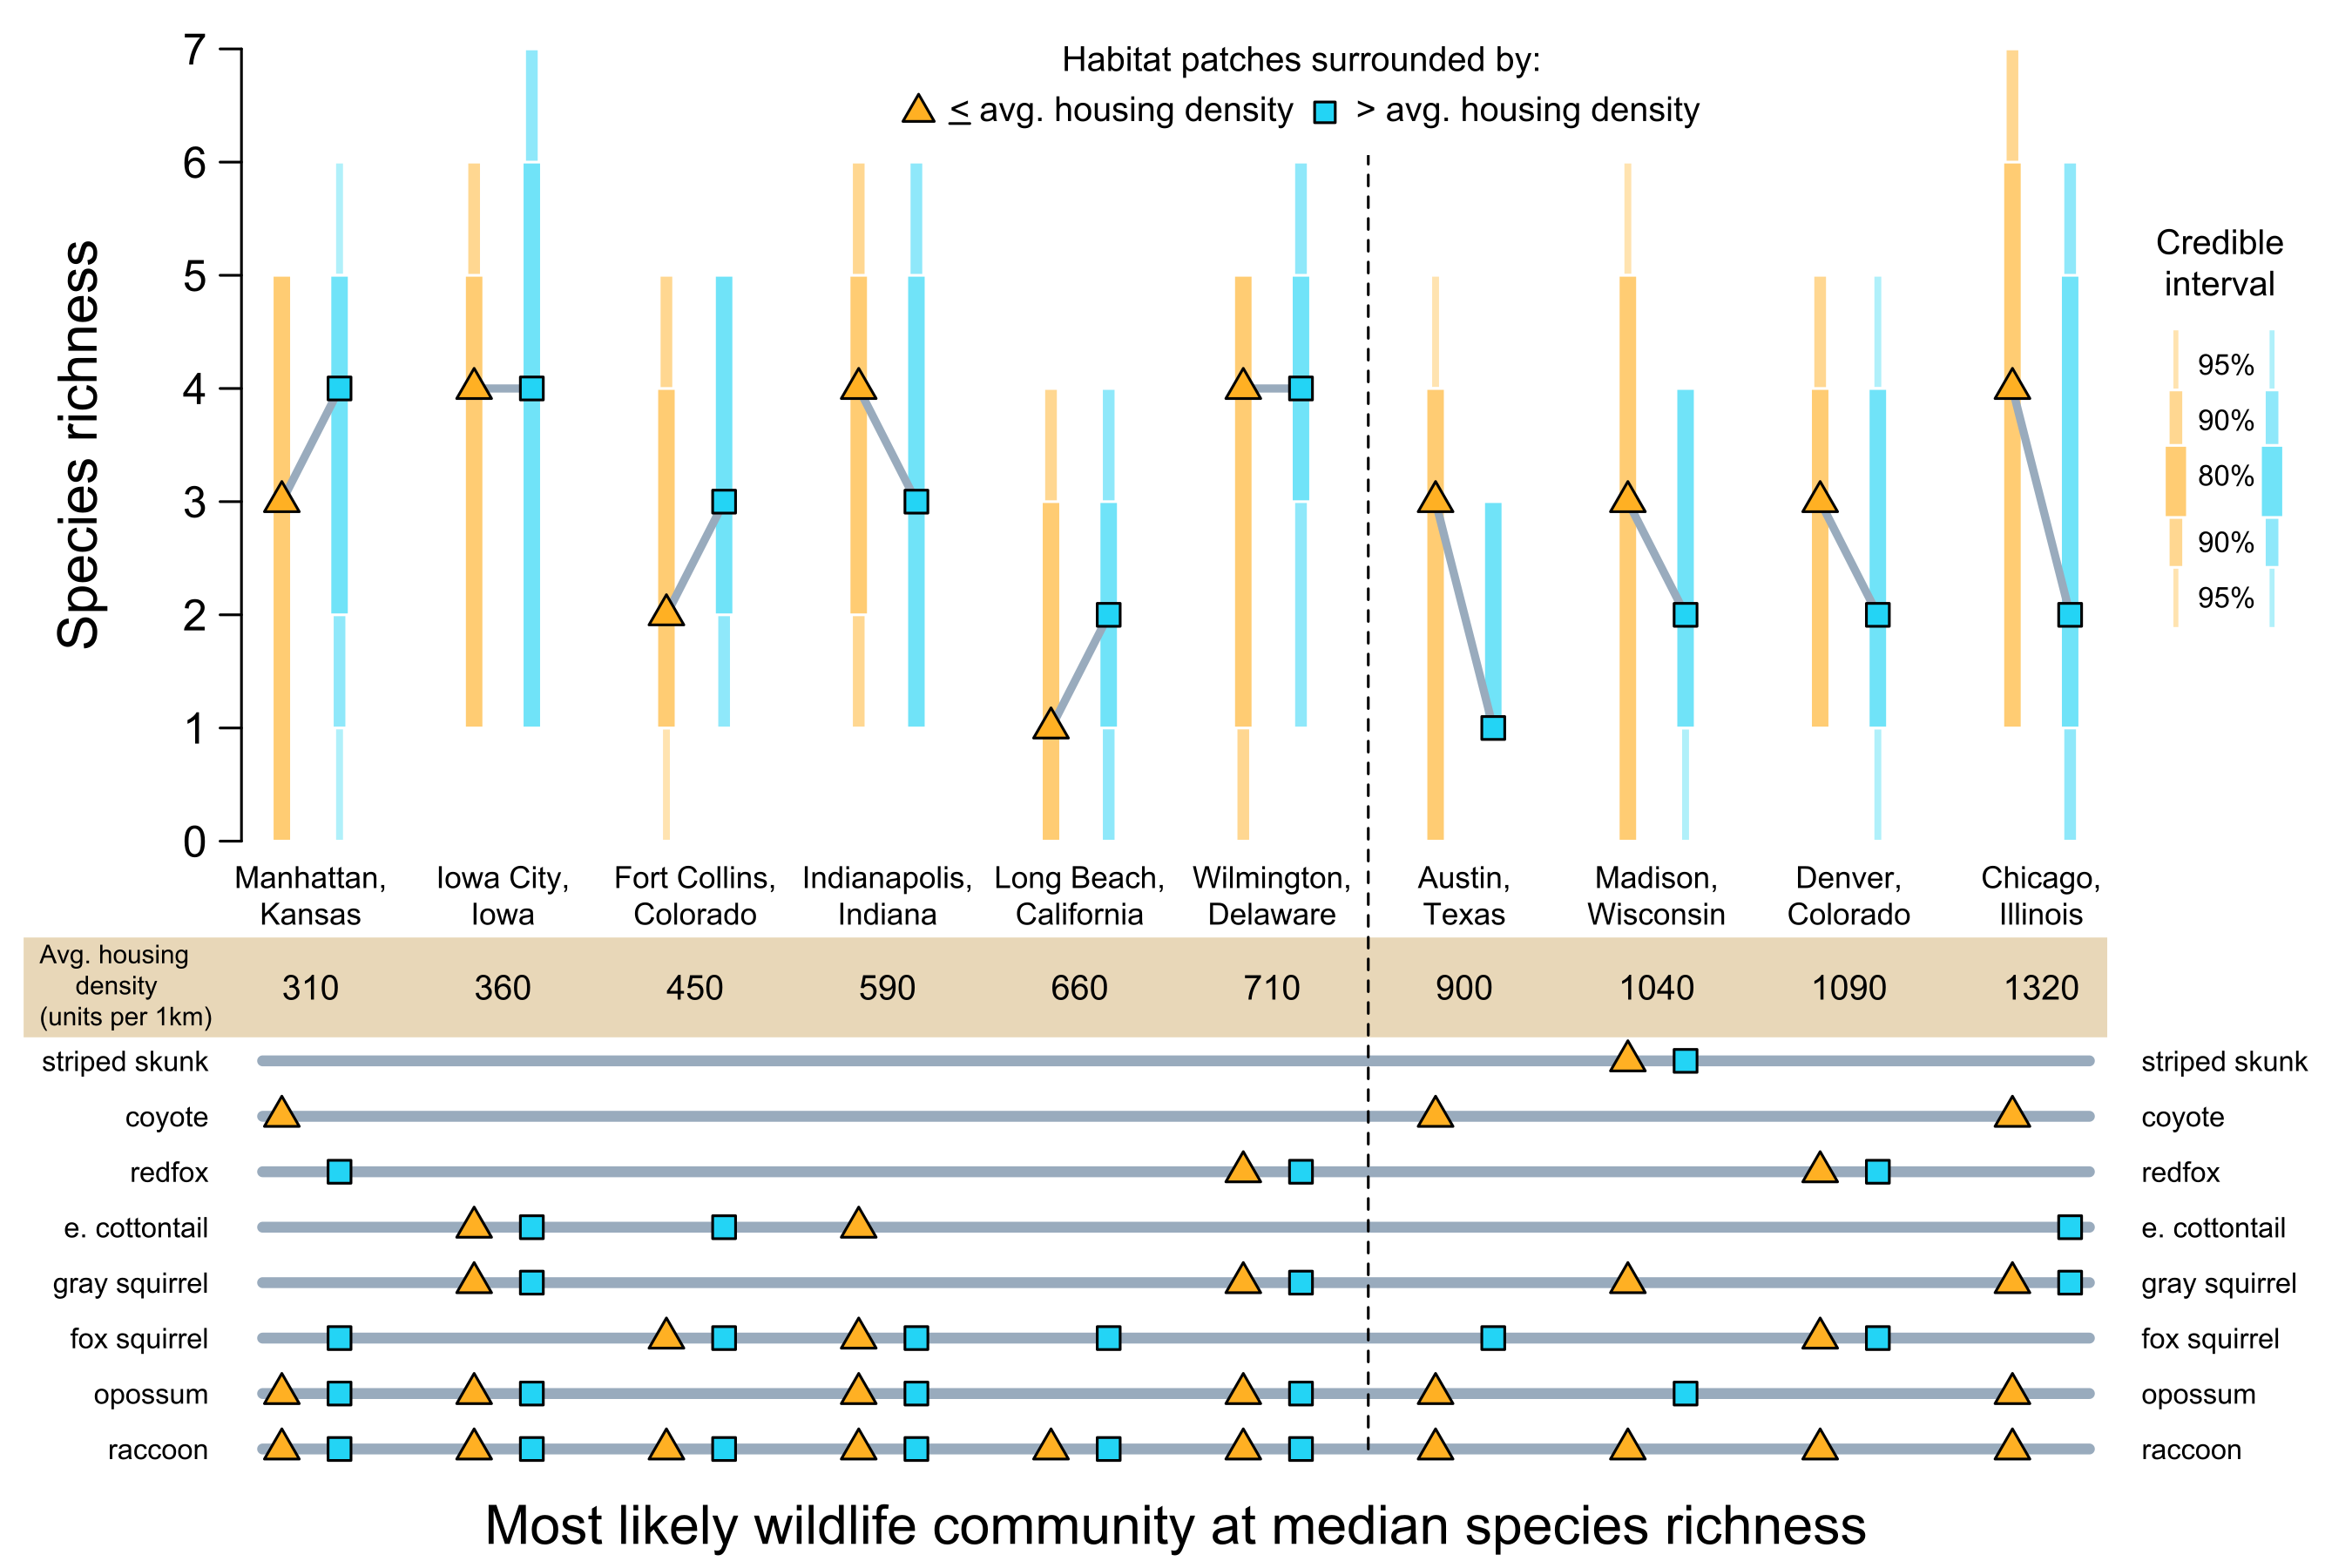 Habitat patches surrounded by:
≤ avg. housing density > avg. housing density
Species richness
7
6
5
4
3
2
1
0
Credible
interval
95%
90%
80%
90%
95%
Manhattan,
Kansas
Iowa City,
Iowa
Fort Collins,
Colorado
Indianapolis,
Indiana
Long Beach,
California
Wilmington,
Delaware
Austin,
Texas
Madison,
Wisconsin
Denver,
Colorado
Chicago,
Illinois
Avg. housing
density
(units per 1km)
310 360 450 590 660 710 900 1040 1090 1320
striped skunk striped skunk
coyote coyote
redfox redfox
e. cottontail e. cottontail
gray squirrel gray squirrel
fox squirrel fox squirrel
opossum opossum
raccoon raccoon
Most likely wildlife community at median species richness